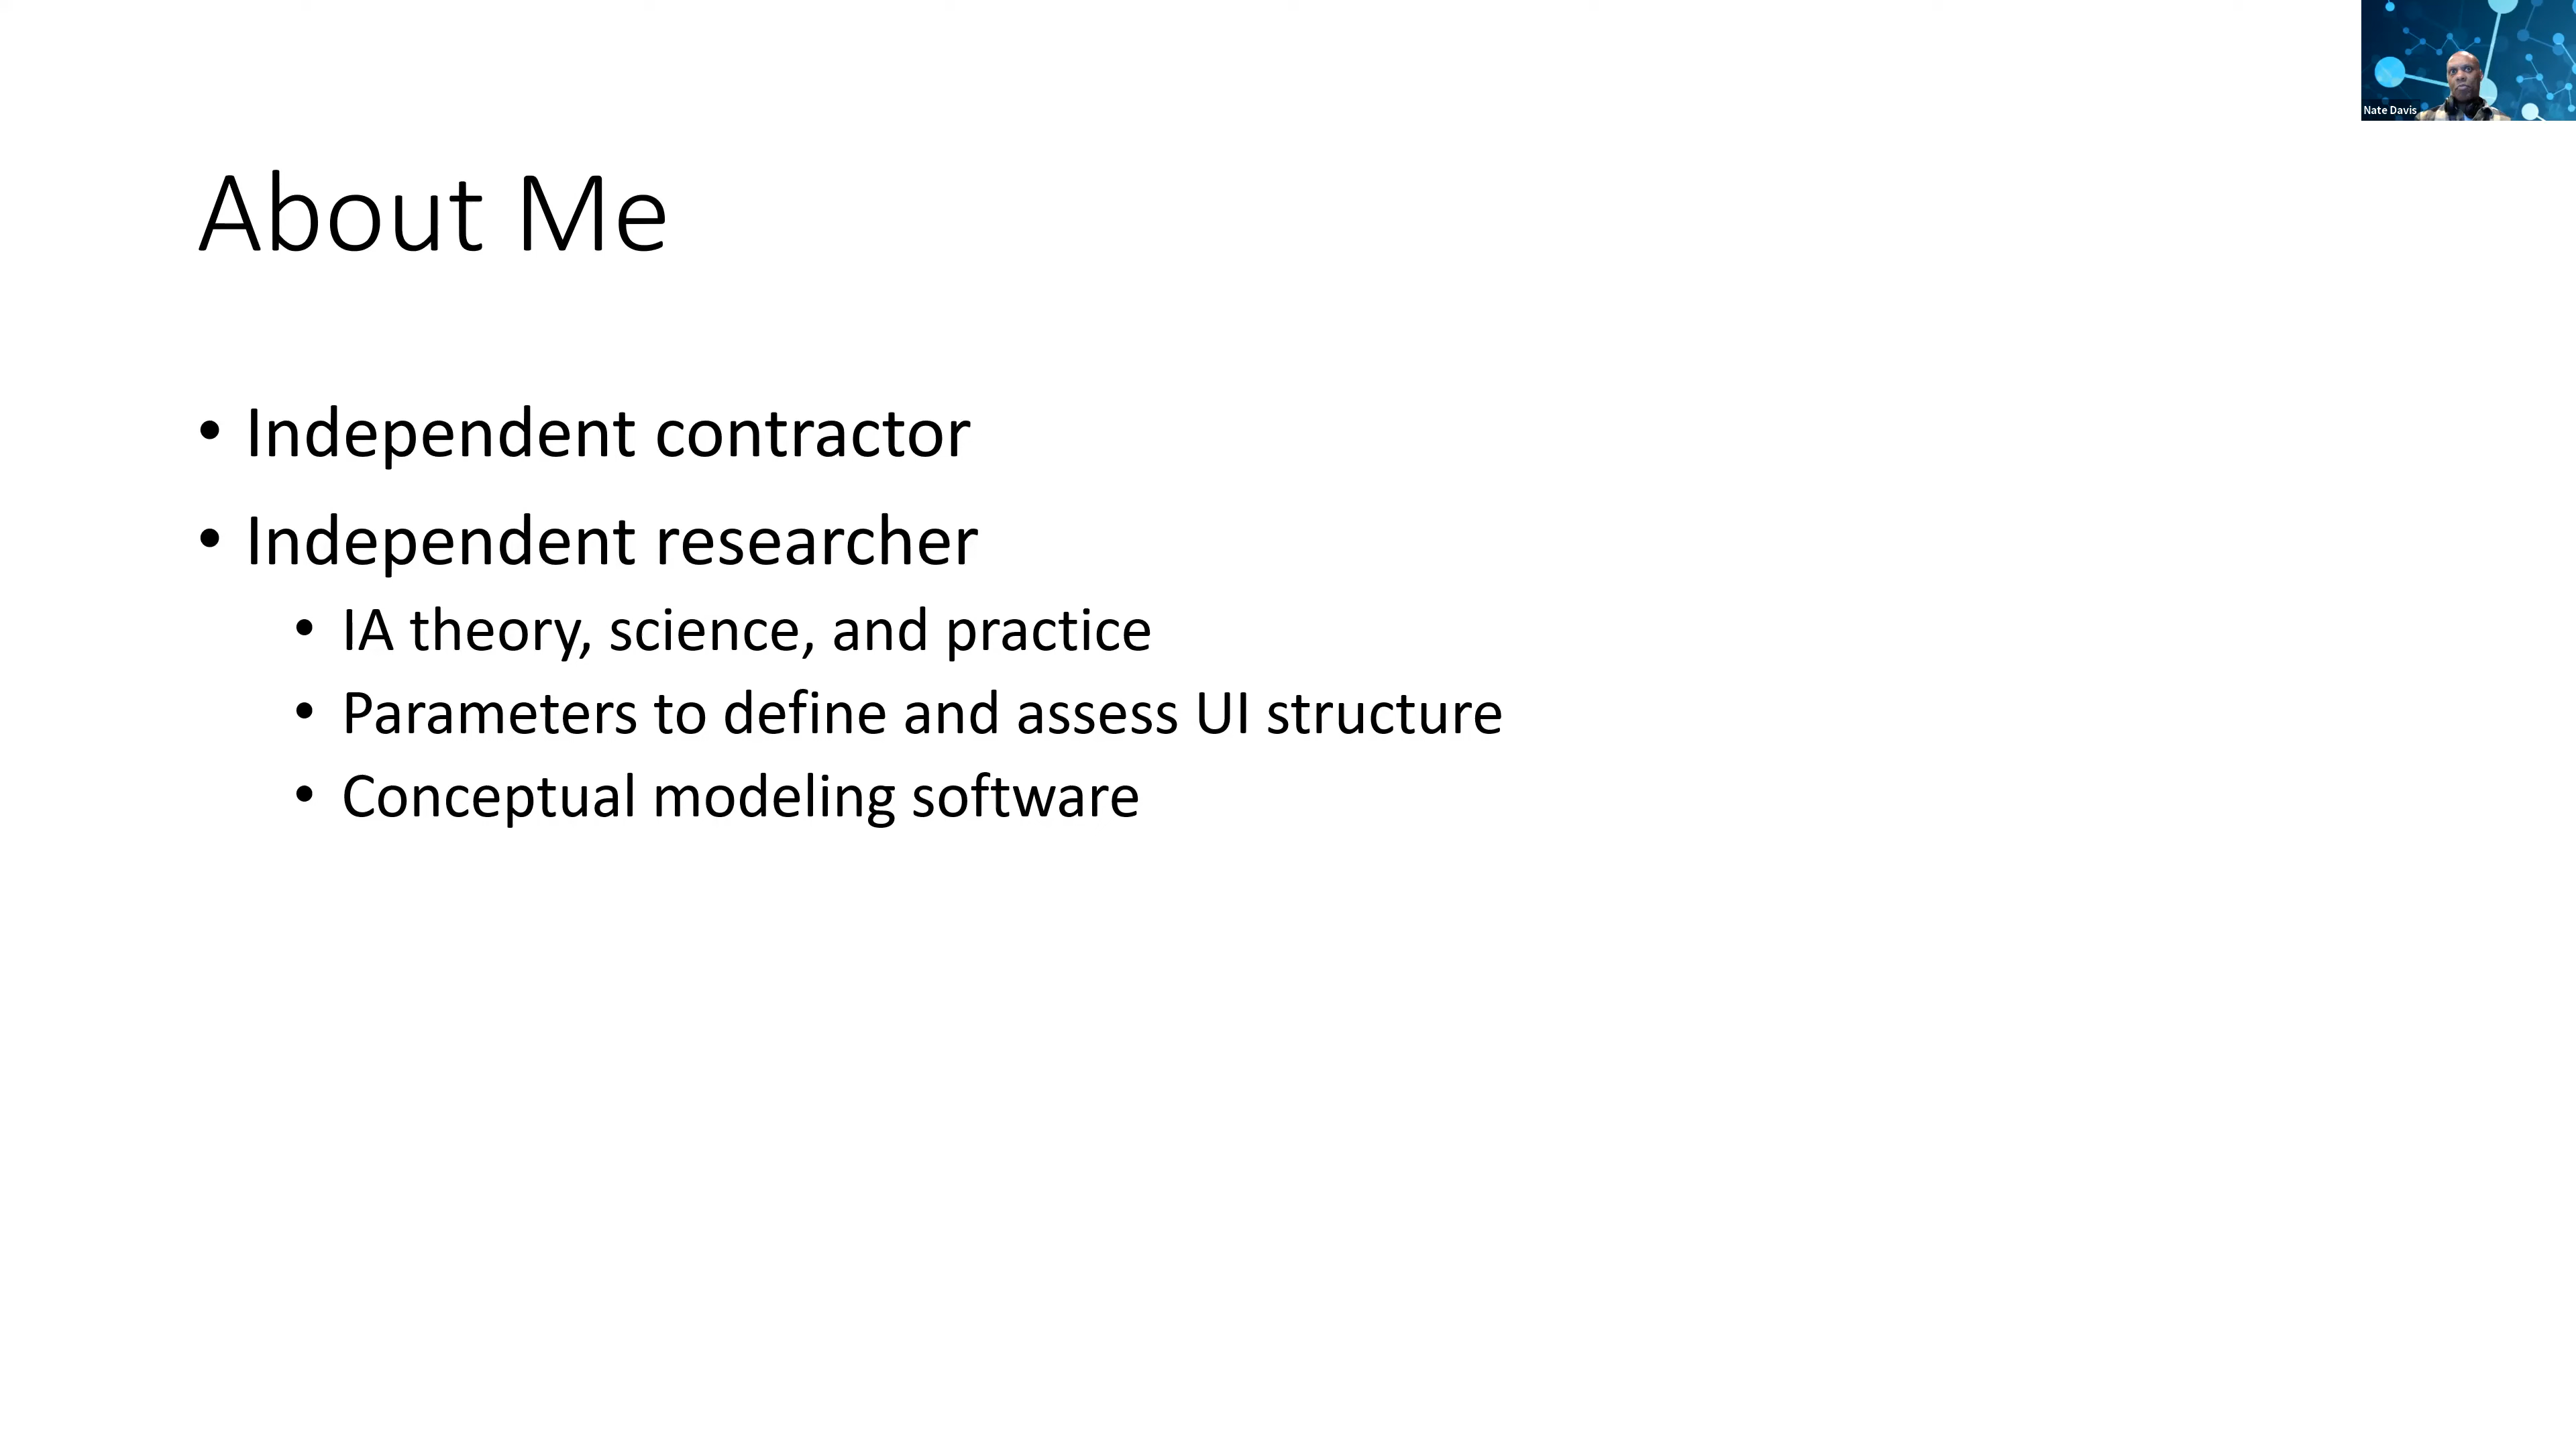 Nate Davis
About Me
• Independent contractor
• Independent researcher
• IA theory, science, and practice
• Parameters to define and assess UI structure
• Conceptual modeling software